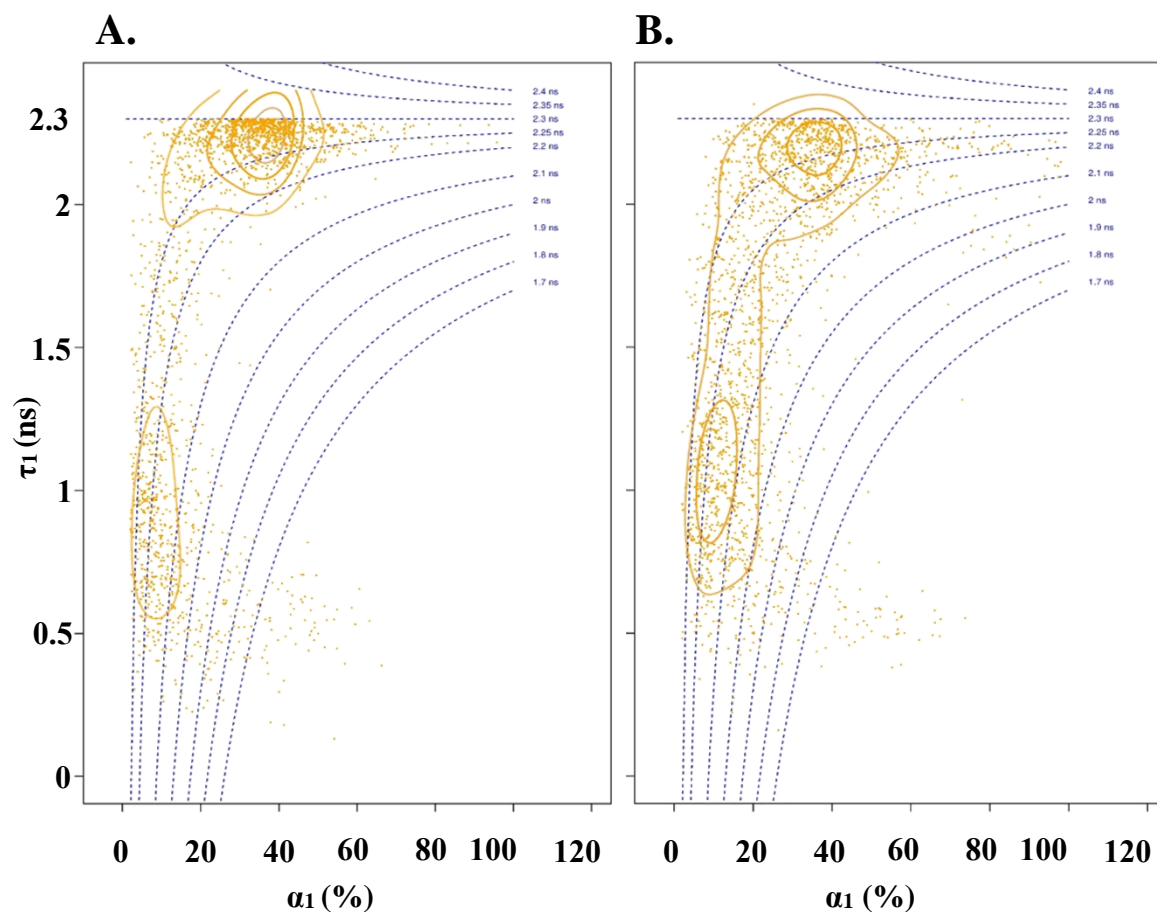 A.
B.
2.4 ns
2.35 ns
2.3 ns
2.25 ns
2.2 ns
2.1 ns
2 ns
1.9 ns
1.8 ns
1.7 ns
2.4 ns
2.35 ns
2.3 ns
2.25 ns
2.2 ns
2.1 ns
2 ns
1.9 ns
1.8 ns
1.7 ns
2.3
2
1.5
1
0.5
0
τ1 (ns)
0 20 40 60 80 100 120
0 20 40 60 80 100 120
α1 (%)
α1 (%)